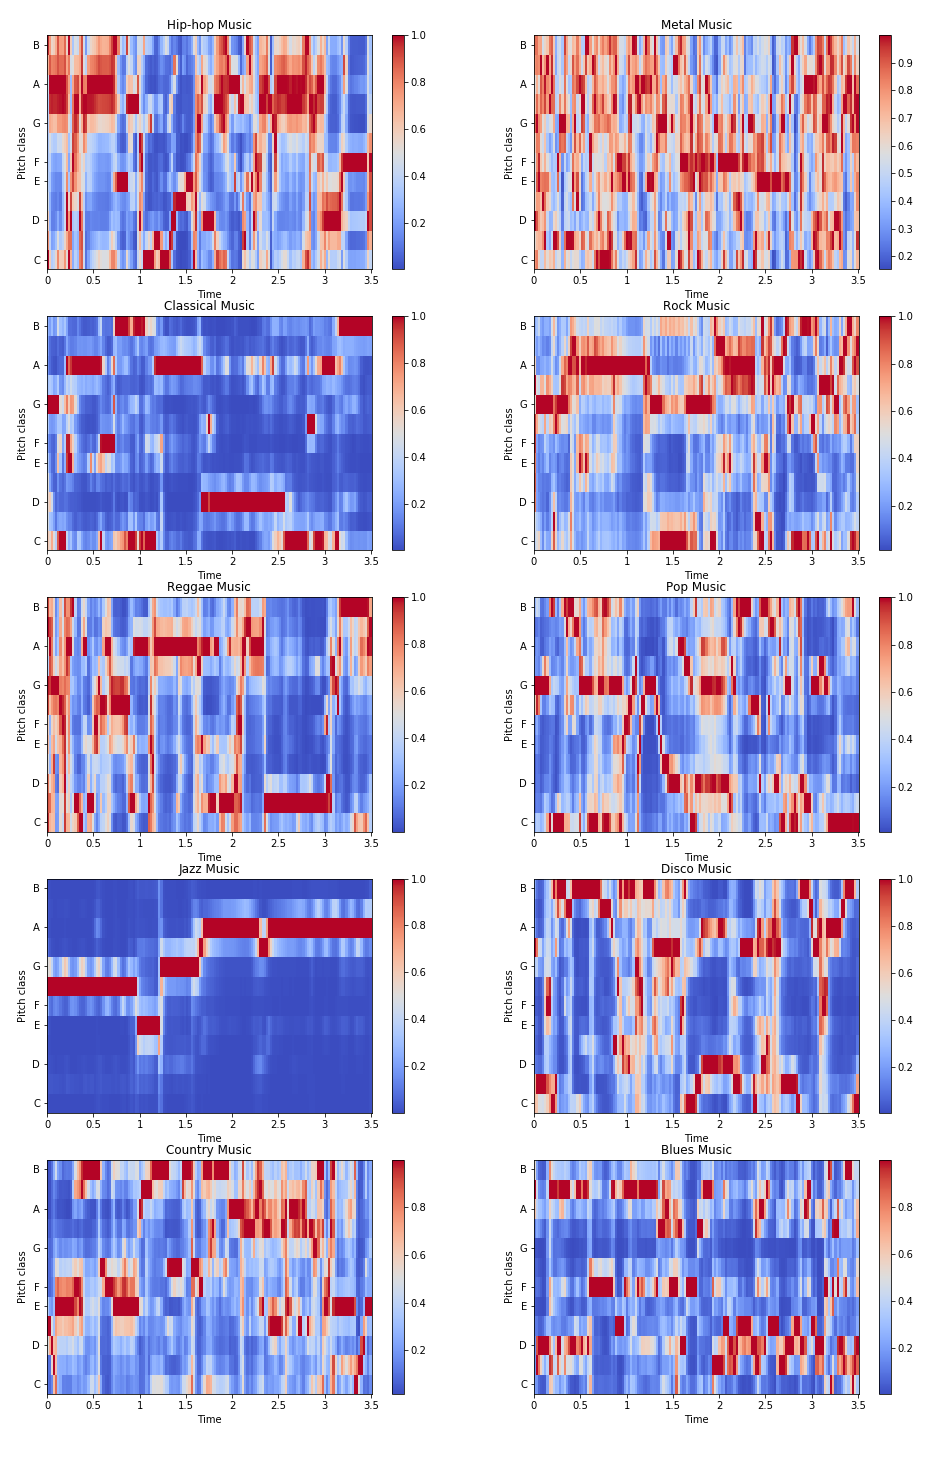 Hip-hop Music
B
A
G
F
E
D
C
Pitch class
0 0.5 1 1.5 2 2.5 3 3.5
Time
1.0
0.8
0.6
0.4
0.2
Metal Music
B
A
G
F
E
D
C
Pitch class
0 0.5 1 1.5 2 2.5 3 3.5
Time
0.9
0.8
0.7
0.6
0.5
0.4
0.3
0.2
Classical Music
B
A
G
F
E
D
C
Pitch class
0 0.5 1 1.5 2 2.5 3 3.5
Time
1.0
0.8
0.6
0.4
0.2
Rock Music
B
A
G
F
E
D
C
Pitch class
0 0.5 1 1.5 2 2.5 3 3.5
Time
1.0
0.8
0.6
0.4
0.2
Reggae Music
B
A
G
F
E
D
C
Pitch class
0 0.5 1 1.5 2 2.5 3 3.5
Time
1.0
0.8
0.6
0.4
0.2
Pop Music
B
A
G
F
E
D
C
Pitch class
0 0.5 1 1.5 2 2.5 3 3.5
Time
1.0
0.8
0.6
0.4
0.2
Jazz Music
B
A
G
F
E
D
C
Pitch class
0 0.5 1 1.5 2 2.5 3 3.5
Time
1.0
0.8
0.6
0.4
0.2
Disco Music
B
A
G
F
E
D
C
Pitch class
0 0.5 1 1.5 2 2.5 3 3.5
Time
1.0
0.8
0.6
0.4
0.2
Country Music
B
A
G
F
E
D
C
Pitch class
0 0.5 1 1.5 2 2.5 3 3.5
Time
0.8
0.6
0.4
0.2
Blues Music
B
A
G
F
E
D
C
Pitch class
0 0.5 1 1.5 2 2.5 3 3.5
Time
0.8
0.6
0.4
0.2